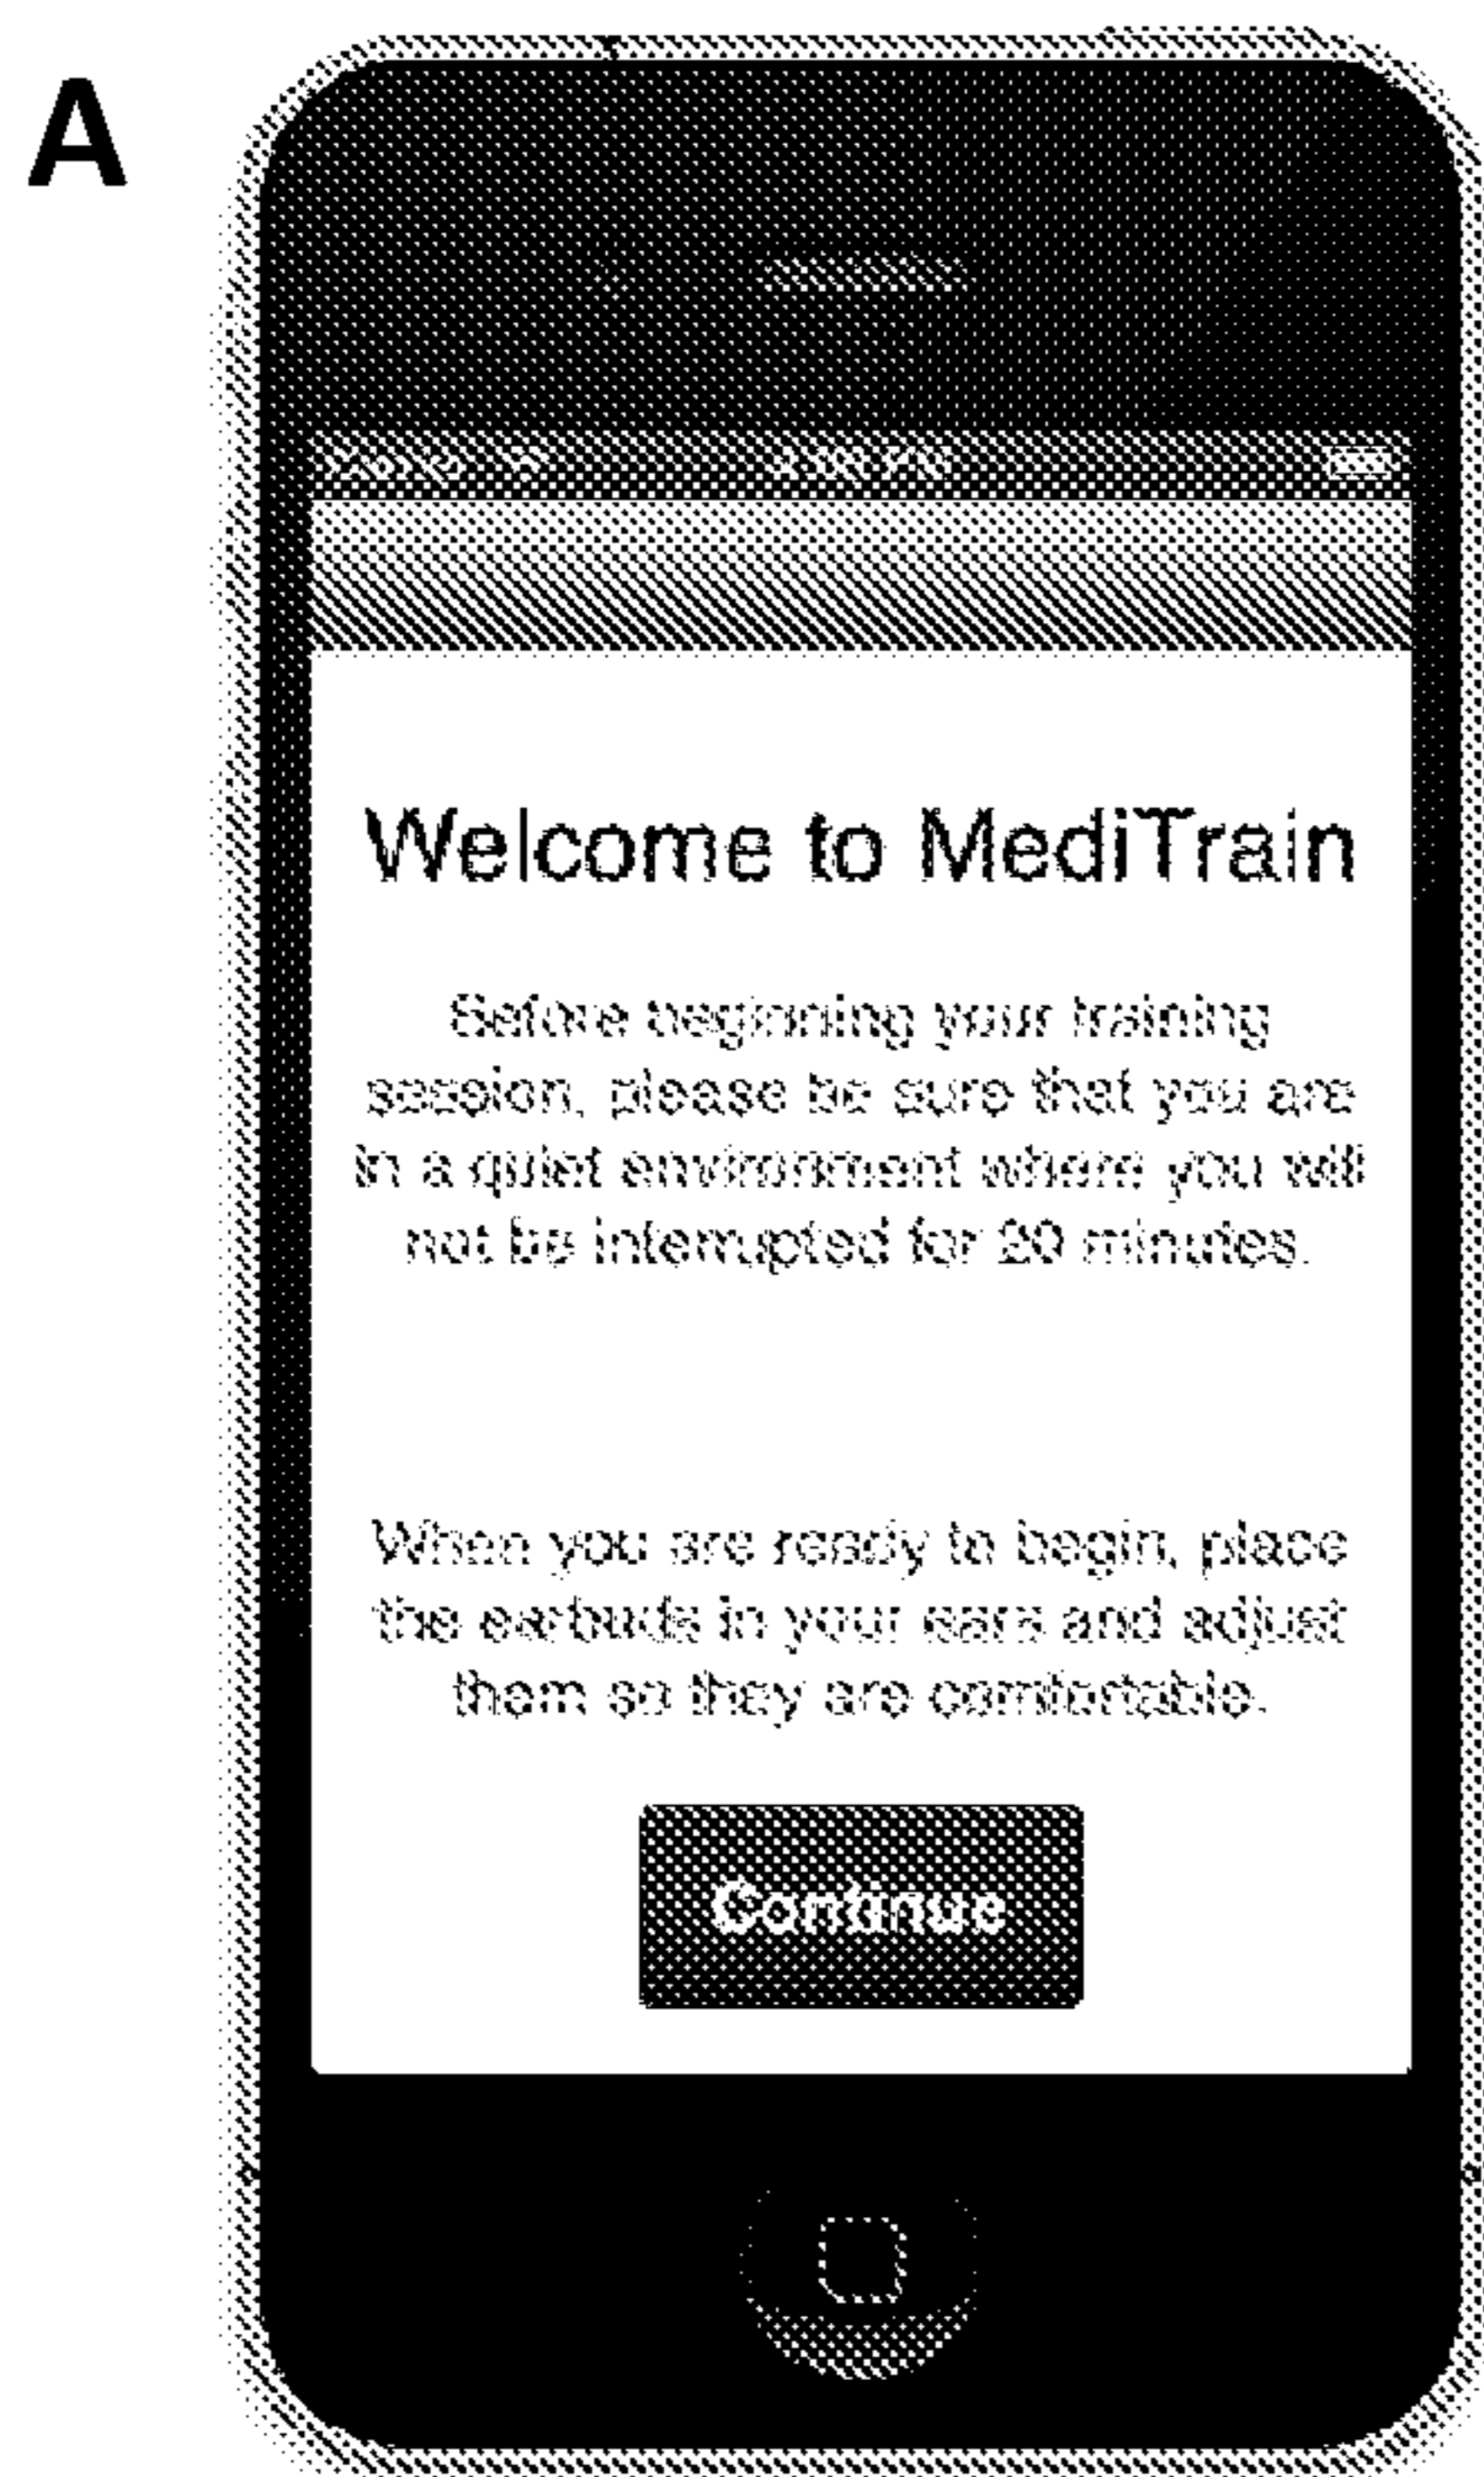 A
Welcome to MediTrain
Before beginning your training
session, please be sure that you are
in a quiet environment where you will
not be interrupted for 20 minutes.
When you are ready to begin, place
the earbuds in your ears and adjust
them so they are comfortable.
Continue